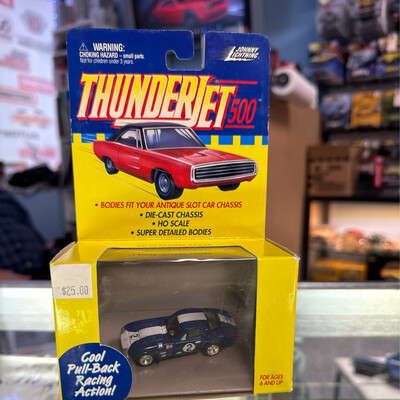 WARNING:
CHOKING HAZARD – small parts.
Not for children under 3 years.
JOHNNY
LIGHTNING
THUNDERJET
500
• BODIES FIT YOUR ANTIQUE SLOT CAR CHASSIS
• DIE-CAST CHASSIS
• HO SCALE
• SUPER DETAILED BODIES
$25.00
2
Cool
Pull-Back
Racing
Action!
FOR AGES
6 AND UP